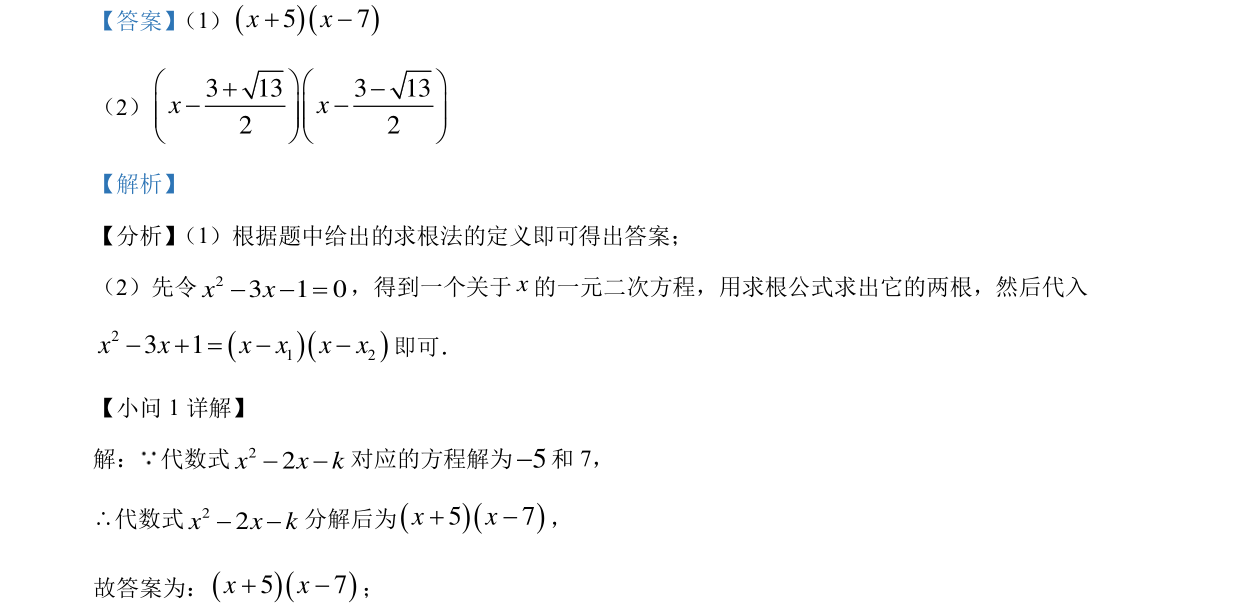 【答案】（1）(x+5)(x−7)
（2）(x−(3+√13)/2)(x−(3−√13)/2)
【解析】
【分析】（1）根据题中给出的求根法的定义即可得出答案；
（2）先令 x²−3x−1=0，得到一个关于 x 的一元二次方程，用求根公式求出它的两根，然后代入
x²−3x+1=(x−x₁)(x−x₂) 即可．
【小问 1 详解】
解：∵代数式 x²−2x−k 对应的方程解为−5 和 7，
∴代数式 x²−2x−k 分解后为(x+5)(x−7)，
故答案为：(x+5)(x−7)；